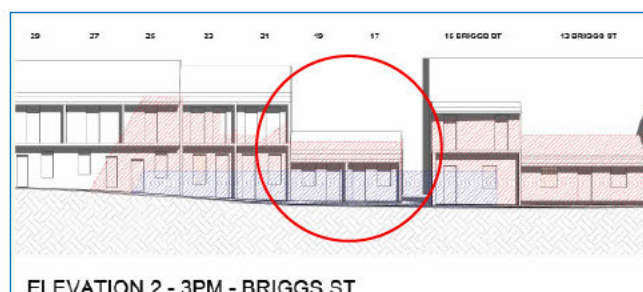 29 27 25 23 21 19 17 15 BRIGGS ST 13 BRIGGS ST
ELEVATION 2 - 3PM - BRIGGS ST